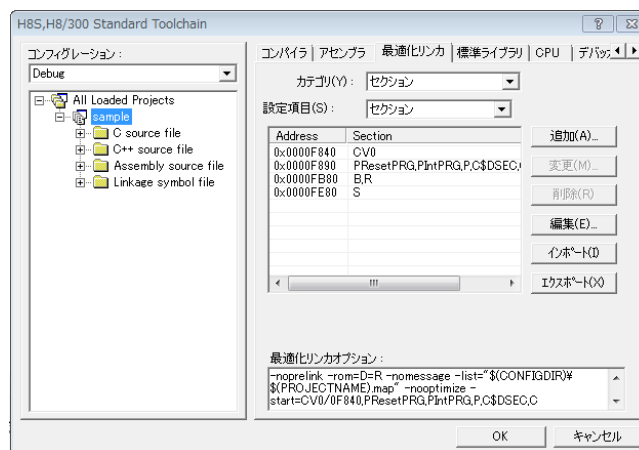 H8S,H8/300 Standard Toolchain
コンフィグレーション :
Debug
All Loaded Projects
sample
C source file
C++ source file
Assembly source file
Linkage symbol file
コンパイラ アセンブラ 最適化リンカ 標準ライブラリ CPU デバッ
カテゴリ(Y) : セクション
設定項目(S) : セクション
Address Section
0x0000F840 CV0
0x0000F890 PResetPRG,PIntPRG,P,C$DSEC,
0x0000FB80 B,R
0x0000FE80 S
追加(A)...
変更(M)...
削除(R)
編集(E)...
インポート(I)
エクスポート(X)
最適化リンカオプション :
-noprelink -rom=D=R -nomessage -list="$(CONFIGDIR)¥
$(PROJECTNAME).map" -nooptimize -
start=CV0/0F840,PResetPRG,PIntPRG,P,C$DSEC,C
OK キャンセル